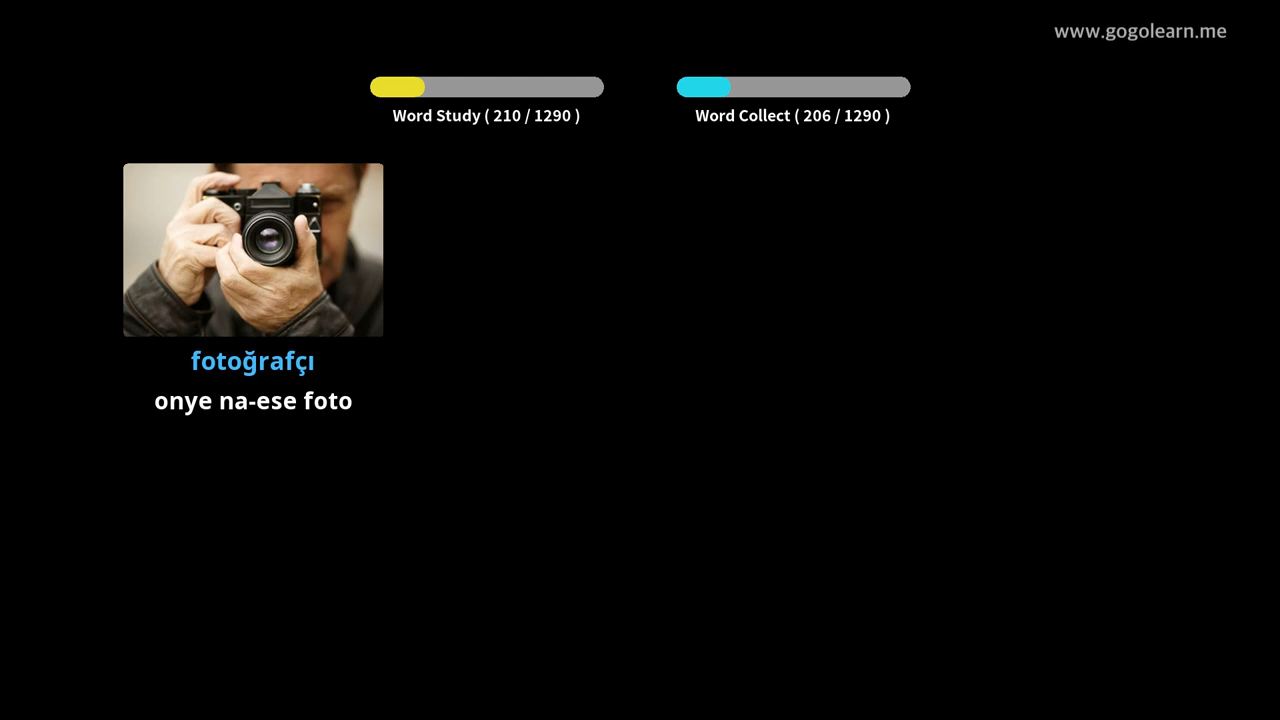 www.gogolearn.me
Word Study ( 210 / 1290 )
Word Collect ( 206 / 1290 )
fotoğrafçı
onye na-ese foto